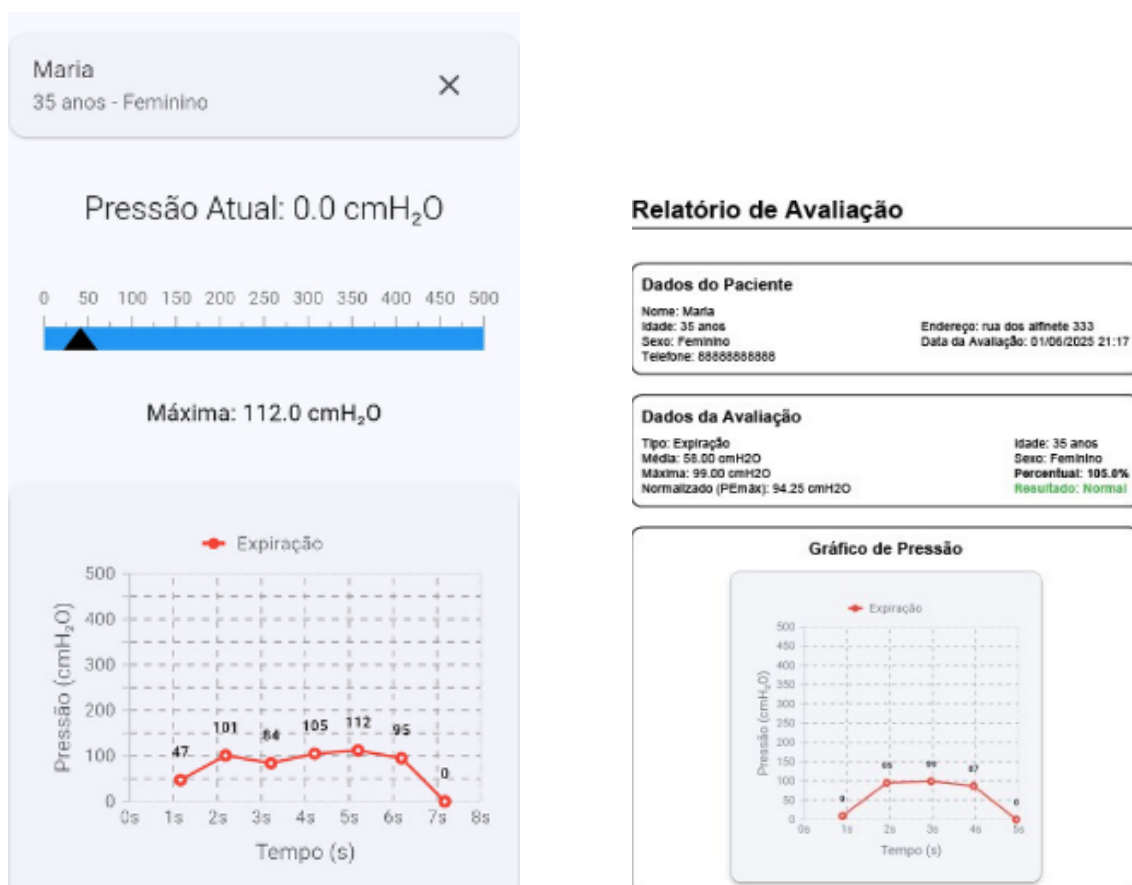 Maria
35 anos - Feminino
×
Pressão Atual: 0.0 cmH₂O
0 50 100 150 200 250 300 350 400 450 500
Máxima: 112.0 cmH₂O
Expiração
500
400
300
200
100
0
Pressão (cmH₂O)
47 101 84 105 112 95 0
0s 1s 2s 3s 4s 5s 6s 7s 8s
Tempo (s)
Relatório de Avaliação
Dados do Paciente
Nome: Maria
Idade: 35 anos
Sexo: Feminino
Telefone: 88888888888
Endereço: rua dos alfinete 333
Data da Avaliação: 01/06/2025 21:17
Dados da Avaliação
Tipo: Expiração
Média: 58.00 cmH2O
Máxima: 99.00 cmH2O
Normalizado (PEmáx): 94.25 cmH2O
Idade: 35 anos
Sexo: Feminino
Percentual: 105.0%
Resultado: Normal
Gráfico de Pressão
Expiração
500
450
400
350
300
250
200
150
100
50
0
Pressão (cmH₂O)
9 95 99 87 0
0s 1s 2s 3s 4s 5s
Tempo (s)